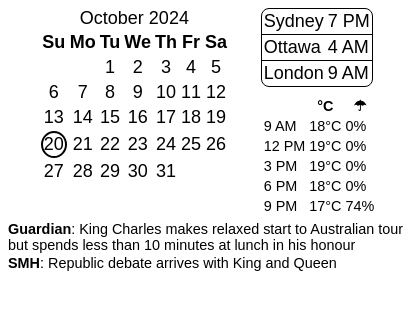 October 2024
Su Mo Tu We Th Fr Sa
1 2 3 4 5
6 7 8 9 10 11 12
13 14 15 16 17 18 19
20 21 22 23 24 25 26
27 28 29 30 31
Sydney 7 PM
Ottawa 4 AM
London 9 AM
°C ☂
9 AM 18°C 0%
12 PM 19°C 0%
3 PM 19°C 0%
6 PM 18°C 0%
9 PM 17°C 74%
Guardian: King Charles makes relaxed start to Australian tour
but spends less than 10 minutes at lunch in his honour
SMH: Republic debate arrives with King and Queen